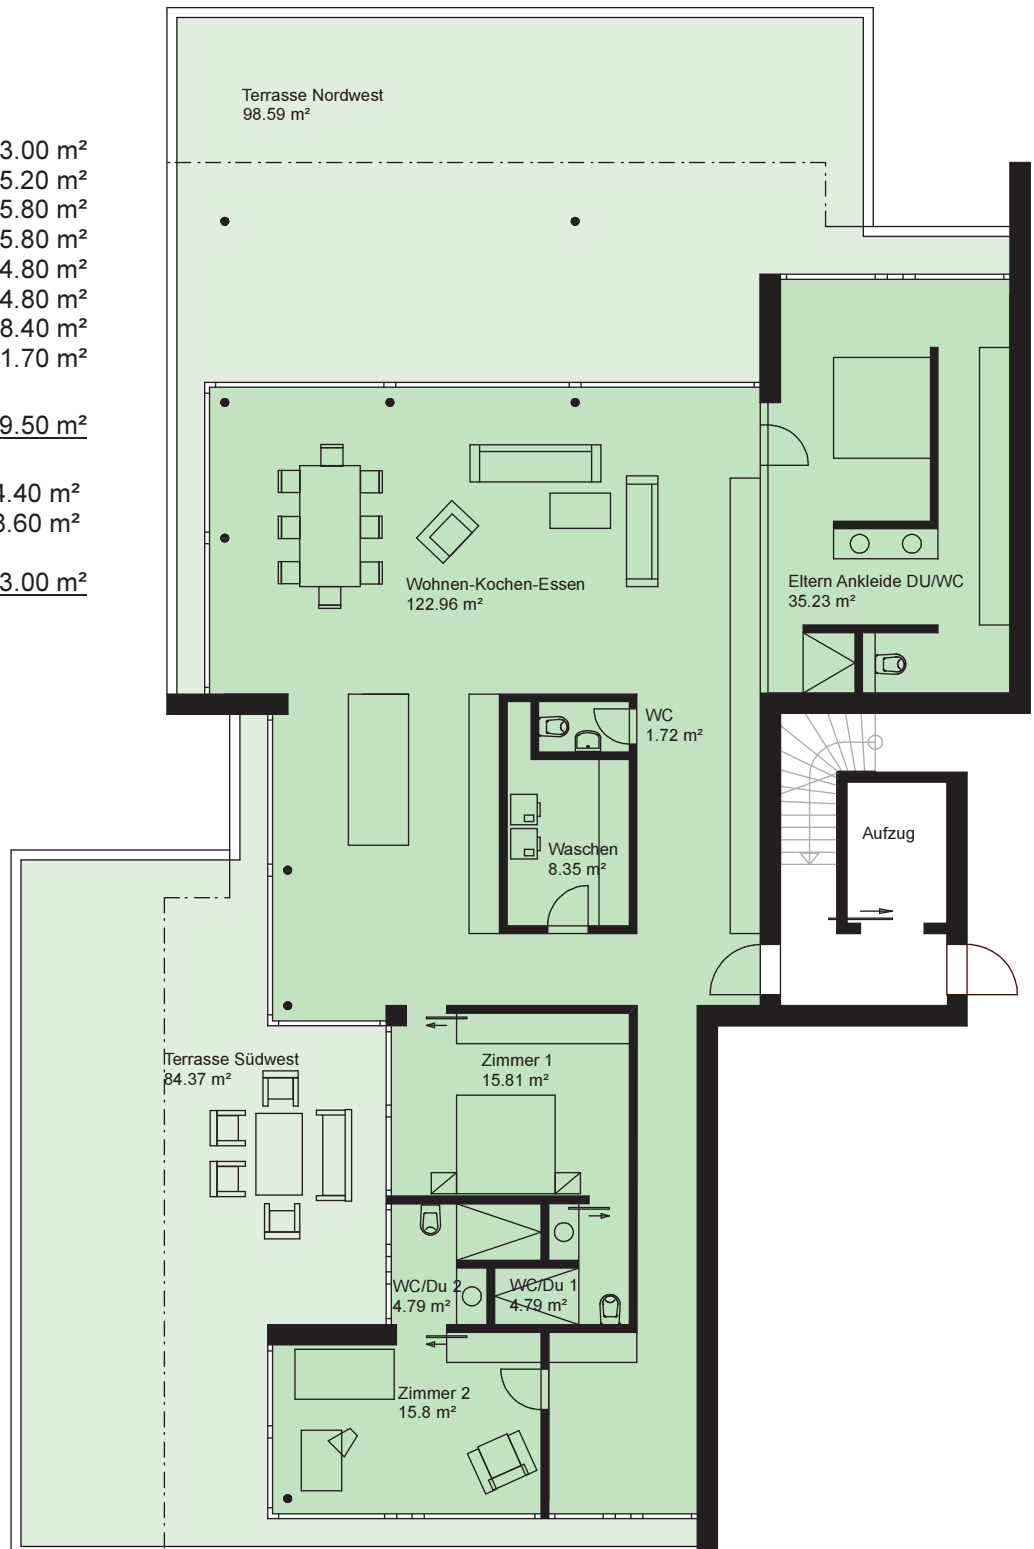 3.00 m²
5.20 m²
5.80 m²
5.80 m²
4.80 m²
4.80 m²
8.40 m²
1.70 m²
9.50 m²
4.40 m²
3.60 m²
3.00 m²
Terrasse Nordwest
98.59 m²
Wohnen-Kochen-Essen
122.96 m²
Eltern Ankleide DU/WC
35.23 m²
WC
1.72 m²
Waschen
8.35 m²
Aufzug
Terrasse Südwest
84.37 m²
Zimmer 1
15.81 m²
WC/Du 2
4.79 m²
WC/Du 1
4.79 m²
Zimmer 2
15.8 m²